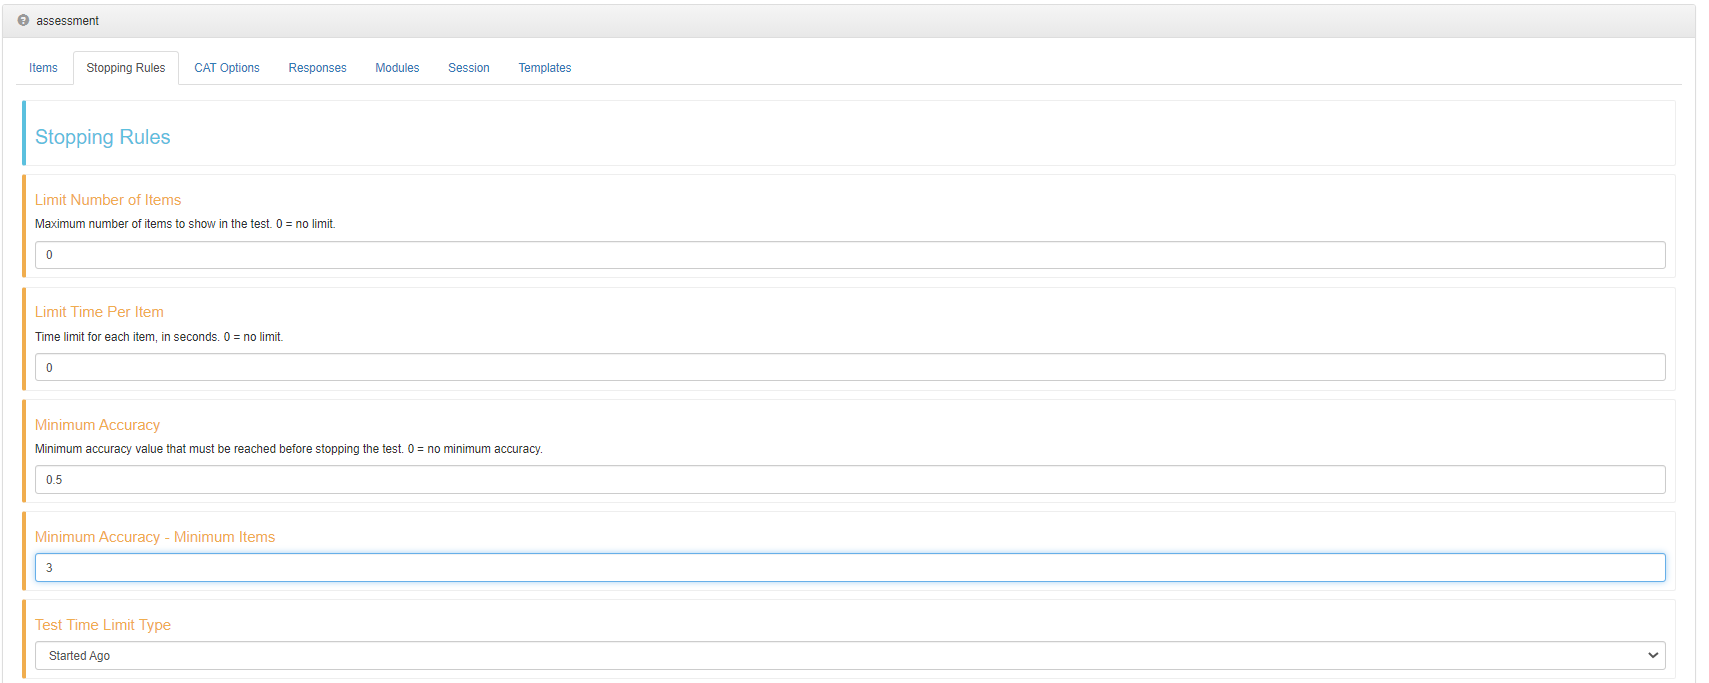 assessment
Items Stopping Rules CAT Options Responses Modules Session Templates
Stopping Rules
Limit Number of Items
Maximum number of items to show in the test. 0 = no limit.
0
Limit Time Per Item
Time limit for each item, in seconds. 0 = no limit.
0
Minimum Accuracy
Minimum accuracy value that must be reached before stopping the test. 0 = no minimum accuracy.
0.5
Minimum Accuracy - Minimum Items
3
Test Time Limit Type
Started Ago